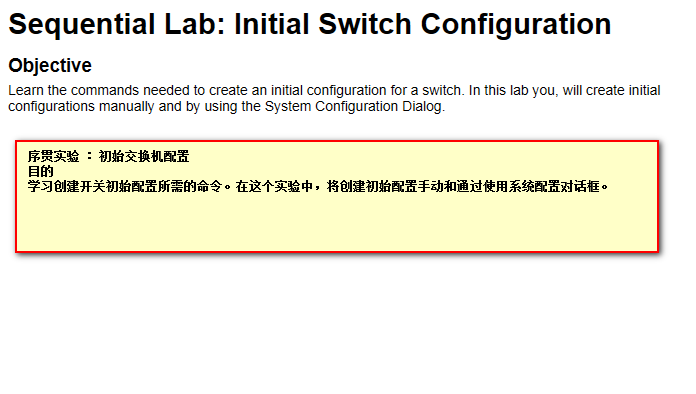 Sequential Lab: Initial Switch Configuration
Objective
Learn the commands needed to create an initial configuration for a switch. In this lab you, will create initial
configurations manually and by using the System Configuration Dialog.
序贯实验 ：初始交换机配置
目的
学习创建开关初始配置所需的命令。在这个实验中，将创建初始配置手动和通过使用系统配置对话框。